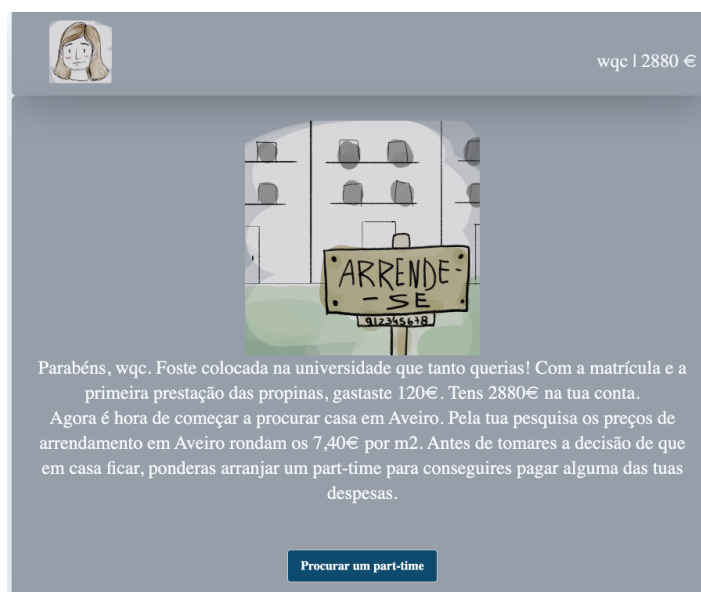 wqc | 2880 €
ARRENDE-
- SE
912345678
Parabéns, wqc. Foste colocada na universidade que tanto querias! Com a matrícula e a
primeira prestação das propinas, gastaste 120€. Tens 2880€ na tua conta.
Agora é hora de começar a procurar casa em Aveiro. Pela tua pesquisa os preços de
arrendamento em Aveiro rondam os 7,40€ por m2. Antes de tomares a decisão de que
em casa ficar, ponderas arranjar um part-time para conseguires pagar alguma das tuas
despesas.
Procurar um part-time